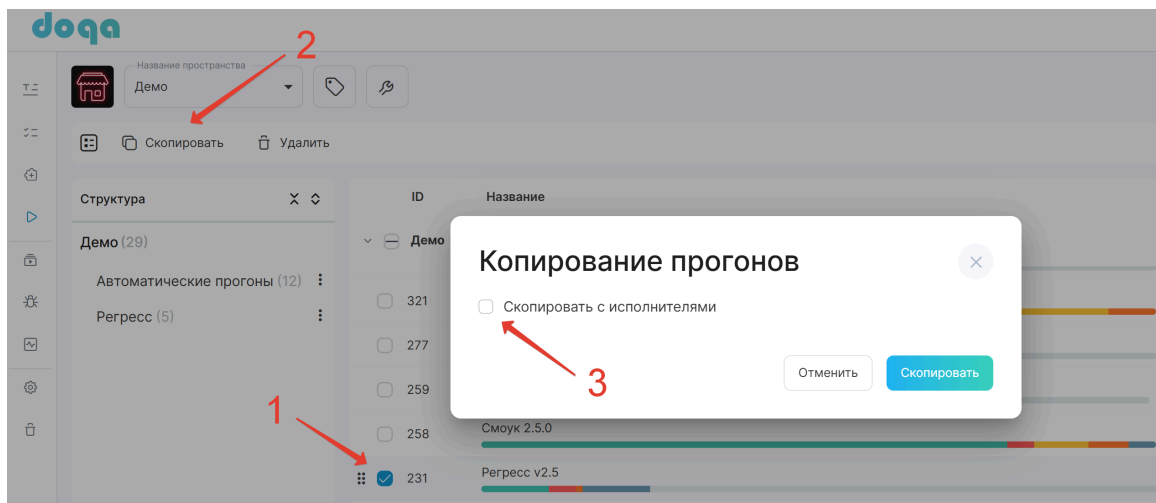 doqa
2
Название пространства
Демо
Скопировать
Удалить
Структура
ID
Название
Демо (29)
Демо
Автоматические прогоны (12)
Регресс (5)
Копирование прогонов
Скопировать с исполнителями
321
277
Отменить
Скопировать
3
259
1
258
Смоук 2.5.0
231
Регресс v2.5